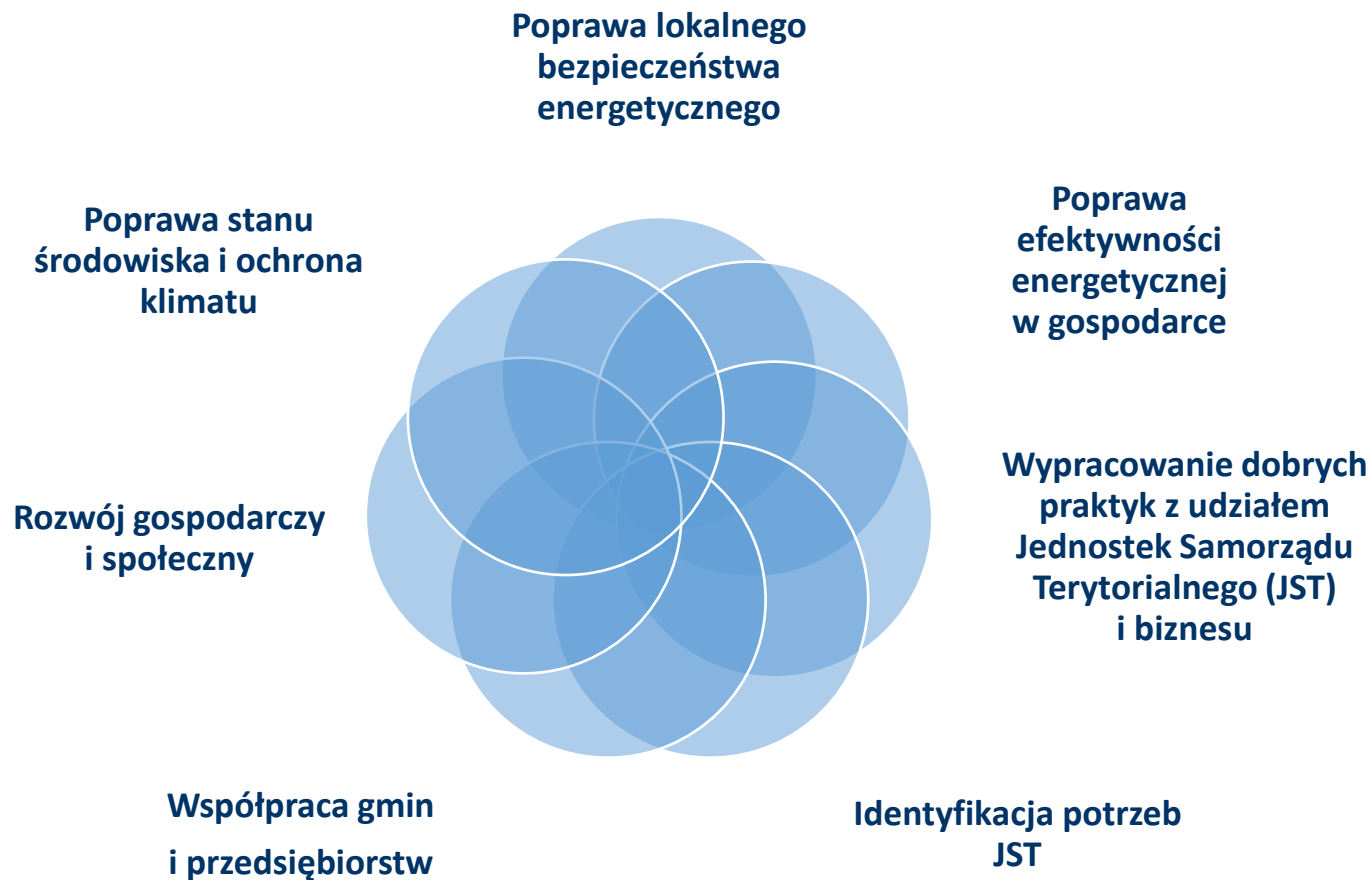 Poprawa lokalnego
bezpieczeństwa
energetycznego
Poprawa
efektywności
energetycznej
w gospodarce
Wypracowanie dobrych
praktyk z udziałem
Jednostek Samorządu
Terytorialnego (JST)
i biznesu
Identyfikacja potrzeb
JST
Współpraca gmin
i przedsiębiorstw
Rozwój gospodarczy
i społeczny
Poprawa stanu
środowiska i ochrona
klimatu